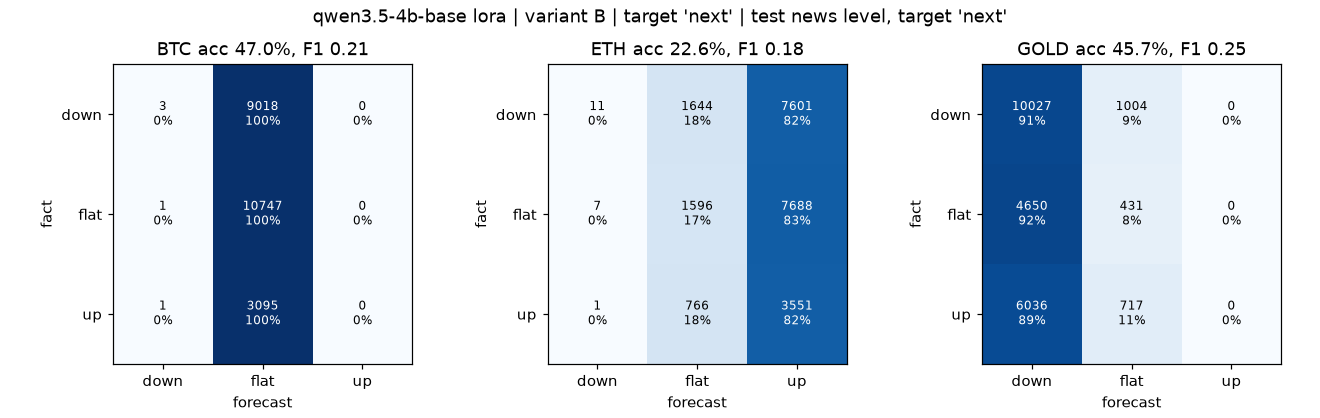 qwen3.5-4b-base lora | variant B | target 'next' | test news level, target 'next'
BTC acc 47.0%, F1 0.21
fact
down
flat
up
3
0%
9018
100%
0
0%
1
0%
10747
100%
0
0%
1
0%
3095
100%
0
0%
down
flat
up
forecast
ETH acc 22.6%, F1 0.18
fact
down
flat
up
11
0%
1644
18%
7601
82%
7
0%
1596
17%
7688
83%
1
0%
766
18%
3551
82%
down
flat
up
forecast
GOLD acc 45.7%, F1 0.25
fact
down
flat
up
10027
91%
1004
9%
0
0%
4650
92%
431
8%
0
0%
6036
89%
717
11%
0
0%
down
flat
up
forecast